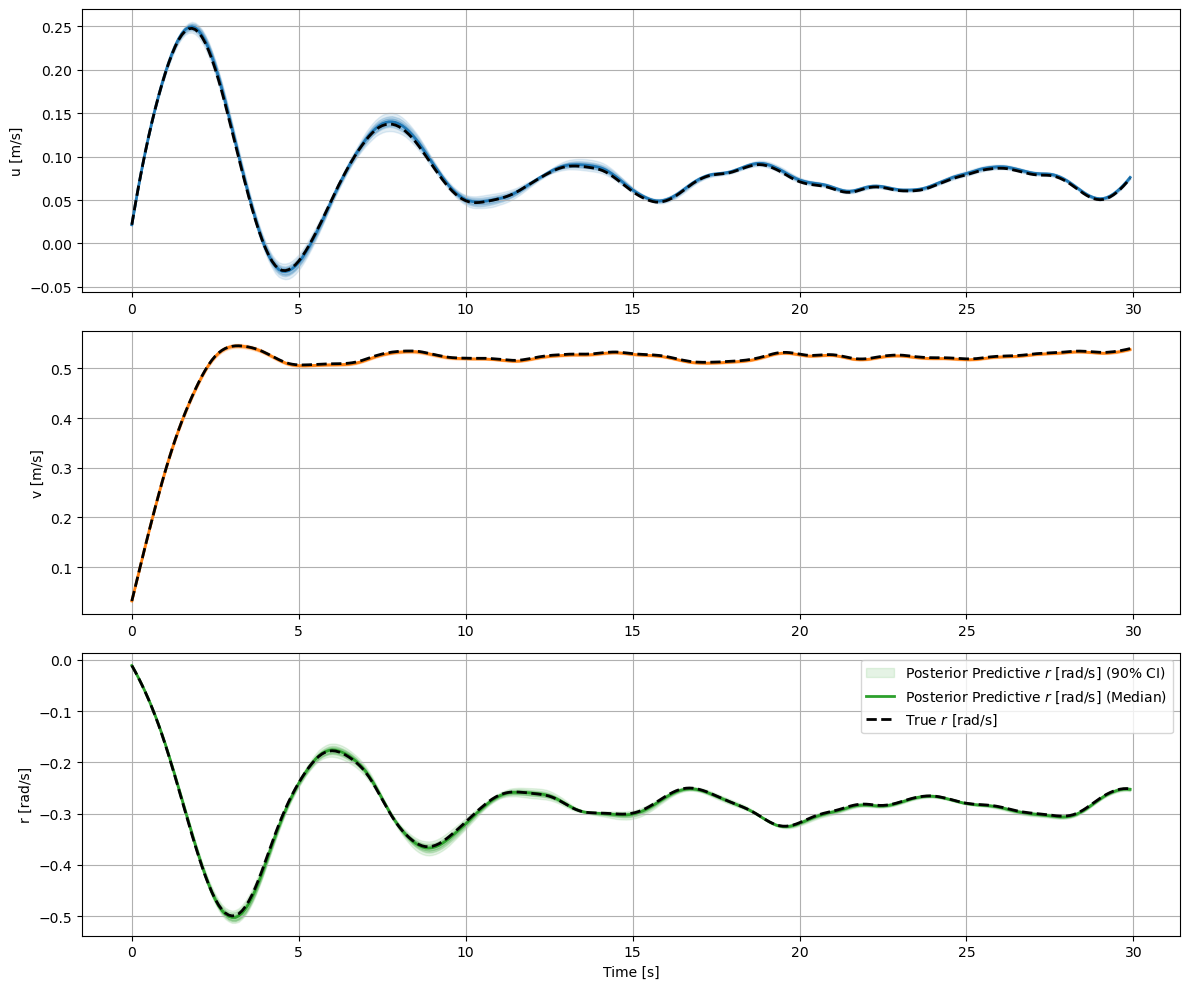 0.25
0.20
0.15
0.10
0.05
0.00
−0.05
u [m/s]
0 5 10 15 20 25 30
0.5
0.4
0.3
0.2
0.1
v [m/s]
0 5 10 15 20 25 30
0.0
−0.1
−0.2
−0.3
−0.4
−0.5
r [rad/s]
Posterior Predictive r [rad/s] (90% CI)
Posterior Predictive r [rad/s] (Median)
True r [rad/s]
0 5 10 15 20 25 30
Time [s]